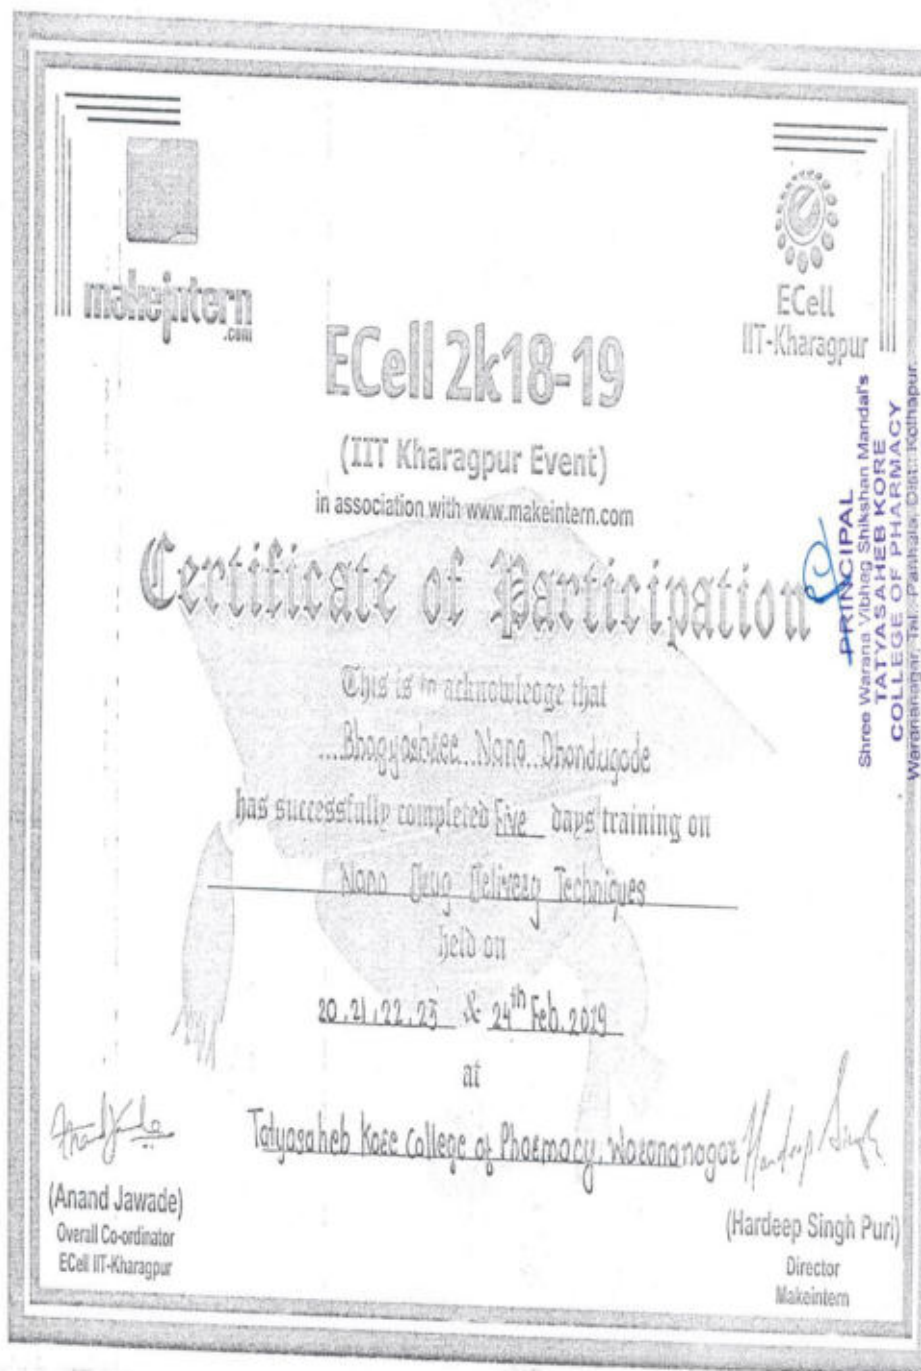 makeintern
.com
ECell
IIT-Kharagpur
ECell 2k18-19
(IIT Kharagpur Event)
in association with www.makeintern.com
Certificate of Participation
This is to acknowledge that
....Bhagyashree...Nana...Dhondugade
has successfully completed Five days training on
Nano Drug Delivery Techniques
held on
20,21,22,23 & 24th Feb. 2019
at
Tatyasaheb Kore College of Pharmacy, Warananagar
(Anand Jawade)
Overall Co-ordinator
ECell IIT-Kharagpur
Hardeep Singh
(Hardeep Singh Puri)
Director
Makeintern
PRINCIPAL
Shree Warana Vibhag Shikshan Mandal's
TATYASAHEB KORE
COLLEGE OF PHARMACY
Warananagar, Tal.: Panhala, Dist.: Kolhapur.